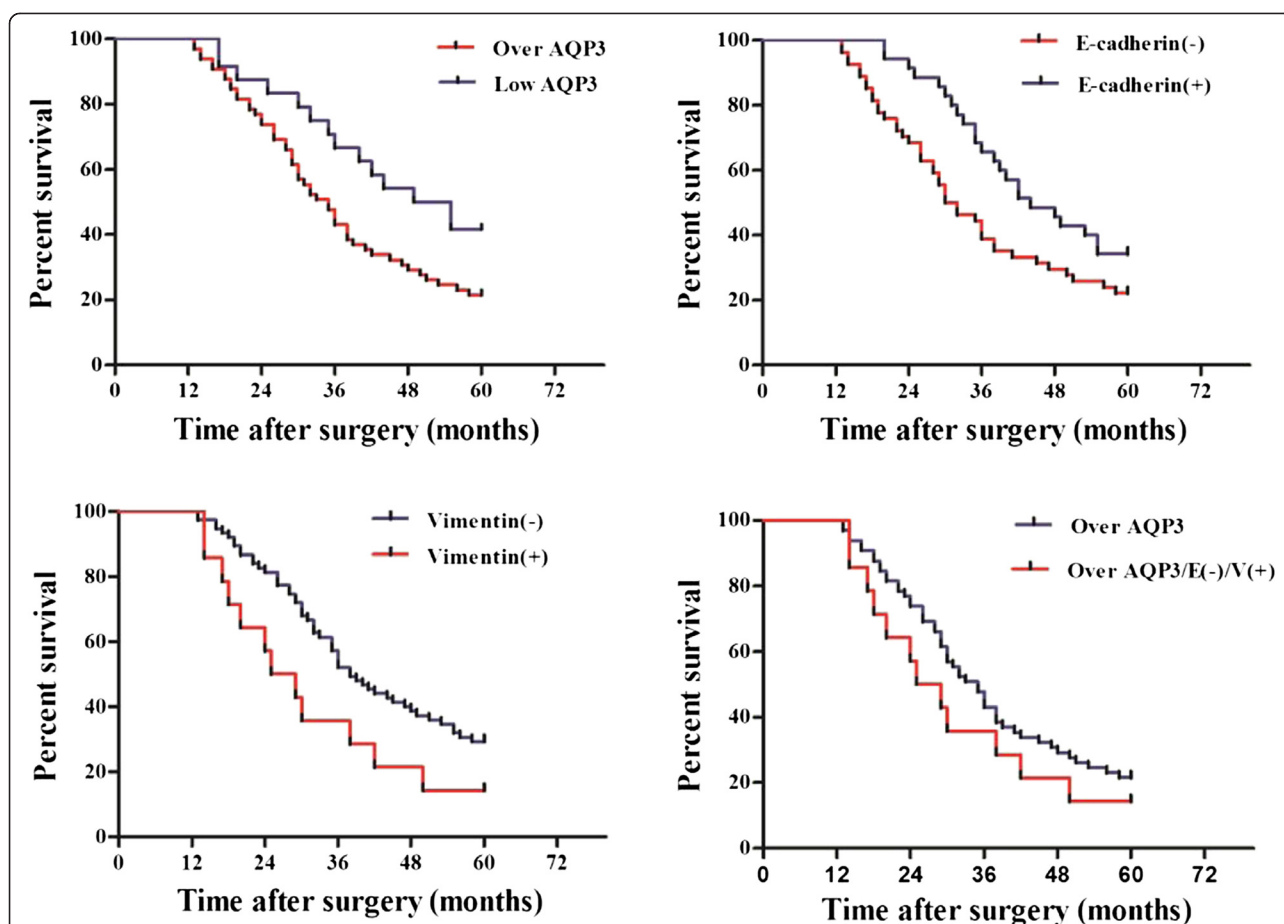 Over AQP3
Low AQP3
100
80
60
40
20
0
0 12 24 36 48 60 72
Percent survival
Time after surgery (months)
E-cadherin(-)
E-cadherin(+)
100
80
60
40
20
0
0 12 24 36 48 60 72
Percent survival
Time after surgery (months)
Vimentin(-)
Vimentin(+)
100
80
60
40
20
0
0 12 24 36 48 60 72
Percent survival
Time after surgery (months)
Over AQP3
Over AQP3/E(-)/V(+)
100
80
60
40
20
0
0 12 24 36 48 60 72
Percent survival
Time after surgery (months)